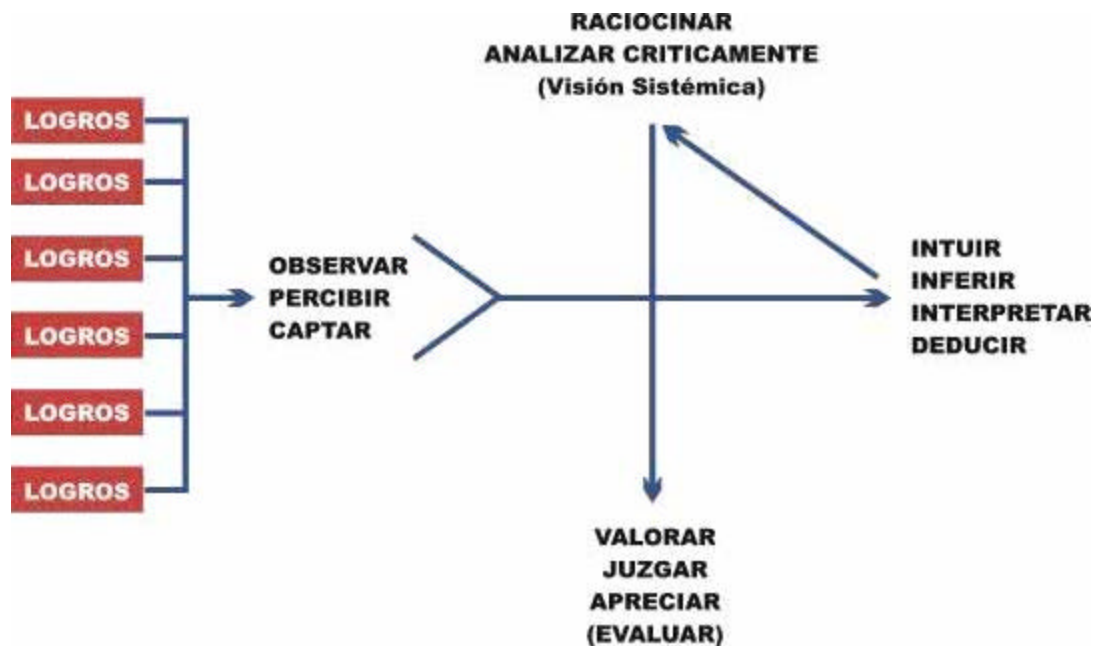 RACIOCINAR
ANALIZAR CRITICAMENTE
(Visión Sistémica)
LOGROS
LOGROS
LOGROS
LOGROS
LOGROS
LOGROS
OBSERVAR
PERCIBIR
CAPTAR
INTUIR
INFERIR
INTERPRETAR
DEDUCIR
VALORAR
JUZGAR
APRECIAR
(EVALUAR)